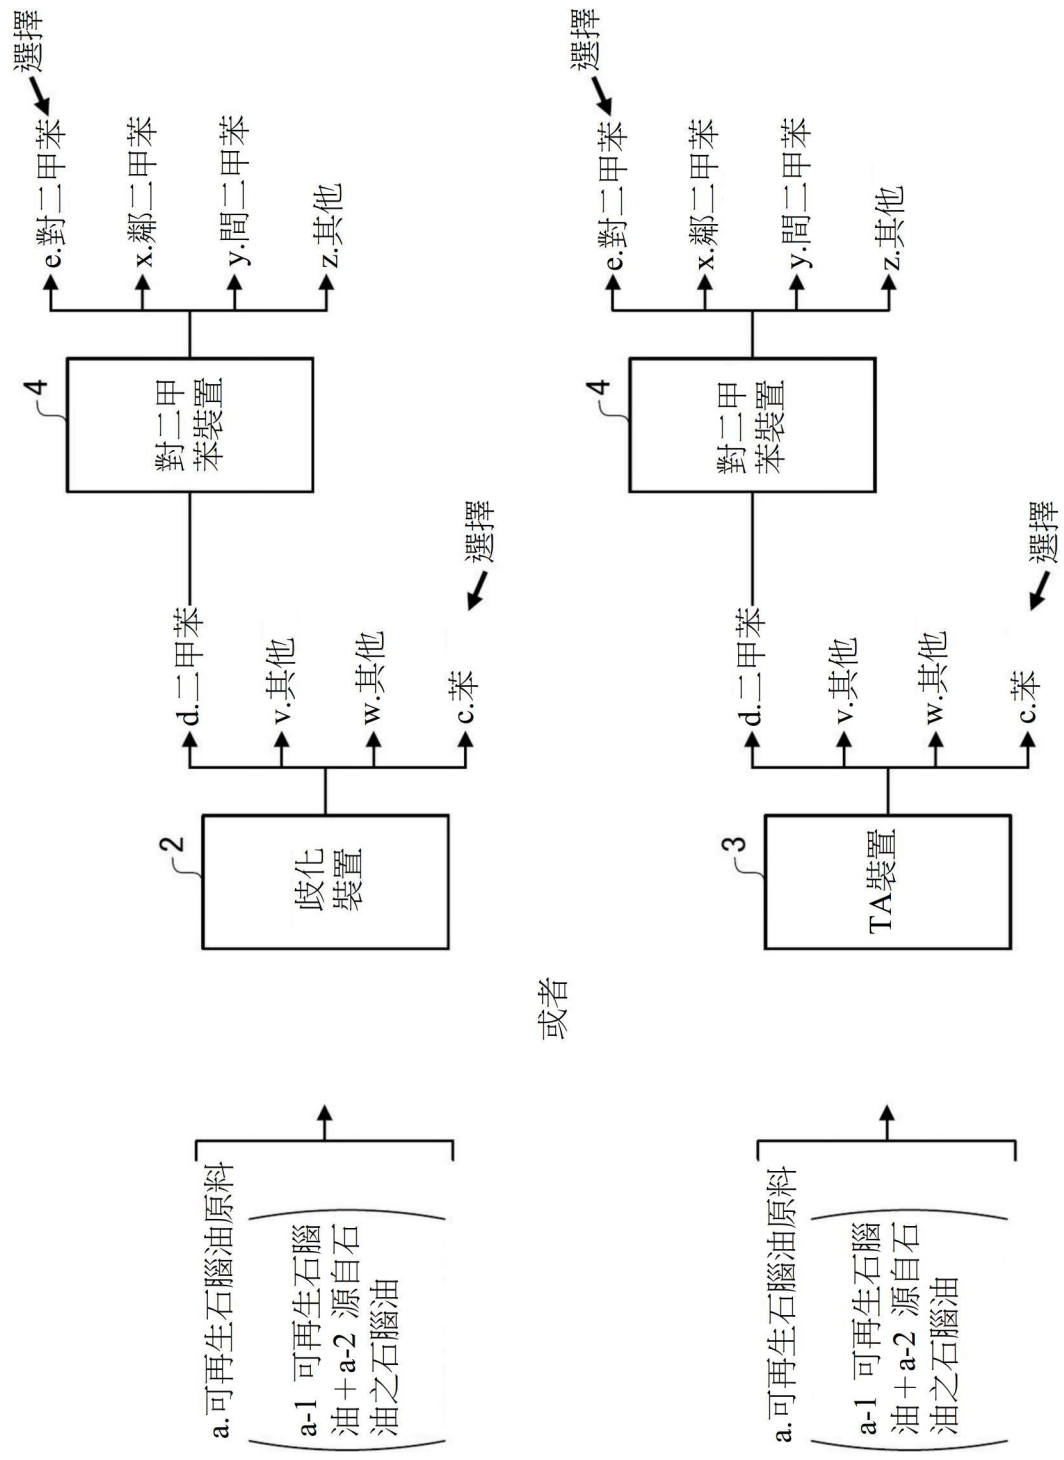 a.可再生石腦油原料
a-1 可再生石腦
油＋a-2 源自石
油之石腦油
2
歧化
裝置
d.二甲苯
v.其他
w.其他
c.苯
選擇
4
對二甲
苯裝置
e.對二甲苯
選擇
x.鄰二甲苯
y.間二甲苯
z.其他
或者
a.可再生石腦油原料
a-1 可再生石腦
油＋a-2 源自石
油之石腦油
3
TA裝置
d.二甲苯
v.其他
w.其他
c.苯
選擇
4
對二甲
苯裝置
e.對二甲苯
選擇
x.鄰二甲苯
y.間二甲苯
z.其他